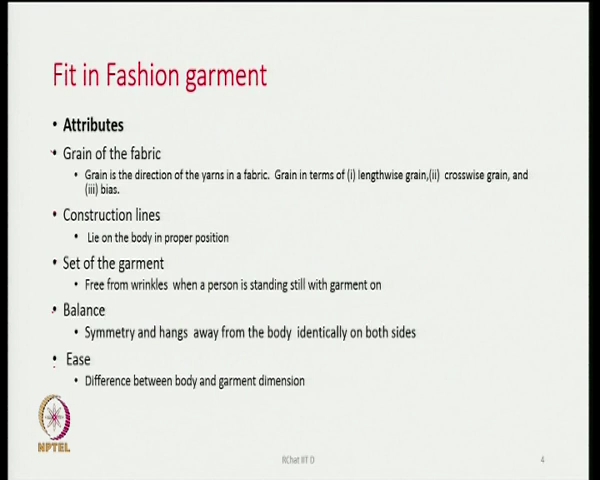 Fit in Fashion garment
• Attributes
• Grain of the fabric
• Grain is the direction of the yarns in a fabric. Grain in terms of (i) lengthwise grain,(ii) crosswise grain, and
(iii) bias.
• Construction lines
• Lie on the body in proper position
• Set of the garment
• Free from wrinkles when a person is standing still with garment on
• Balance
• Symmetry and hangs away from the body identically on both sides
• Ease
• Difference between body and garment dimension
NPTEL
RChat IIT D
4